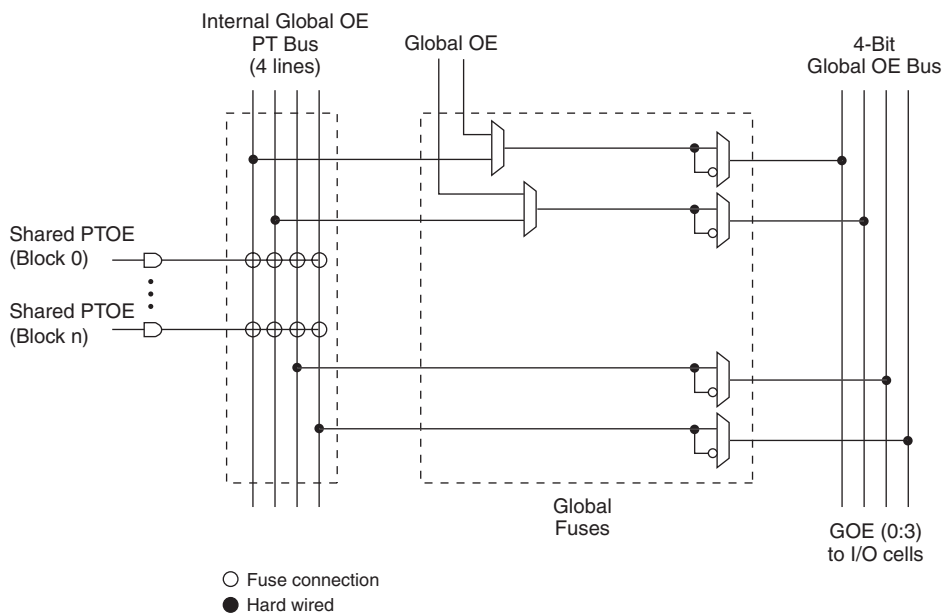 Internal Global OE
PT Bus
(4 lines)
Global OE
4-Bit
Global OE Bus
Shared PTOE
(Block 0)
Shared PTOE
(Block n)
Global
Fuses
GOE (0:3)
to I/O cells
Fuse connection
Hard wired